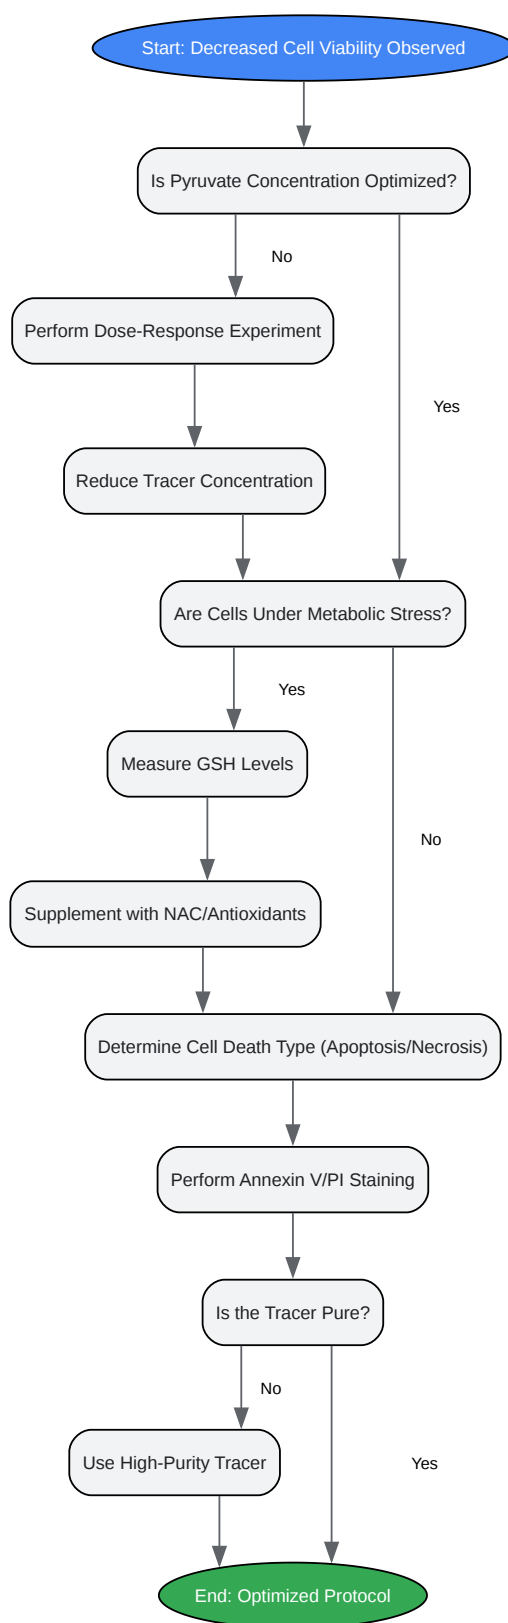 Start: Decreased Cell Viability Observed
Is Pyruvate Concentration Optimized?
No
Perform Dose-Response Experiment
Yes
Reduce Tracer Concentration
Are Cells Under Metabolic Stress?
Yes
Measure GSH Levels
No
Supplement with NAC/Antioxidants
Determine Cell Death Type (Apoptosis/Necrosis)
Perform Annexin V/PI Staining
Is the Tracer Pure?
No
Use High-Purity Tracer
Yes
End: Optimized Protocol